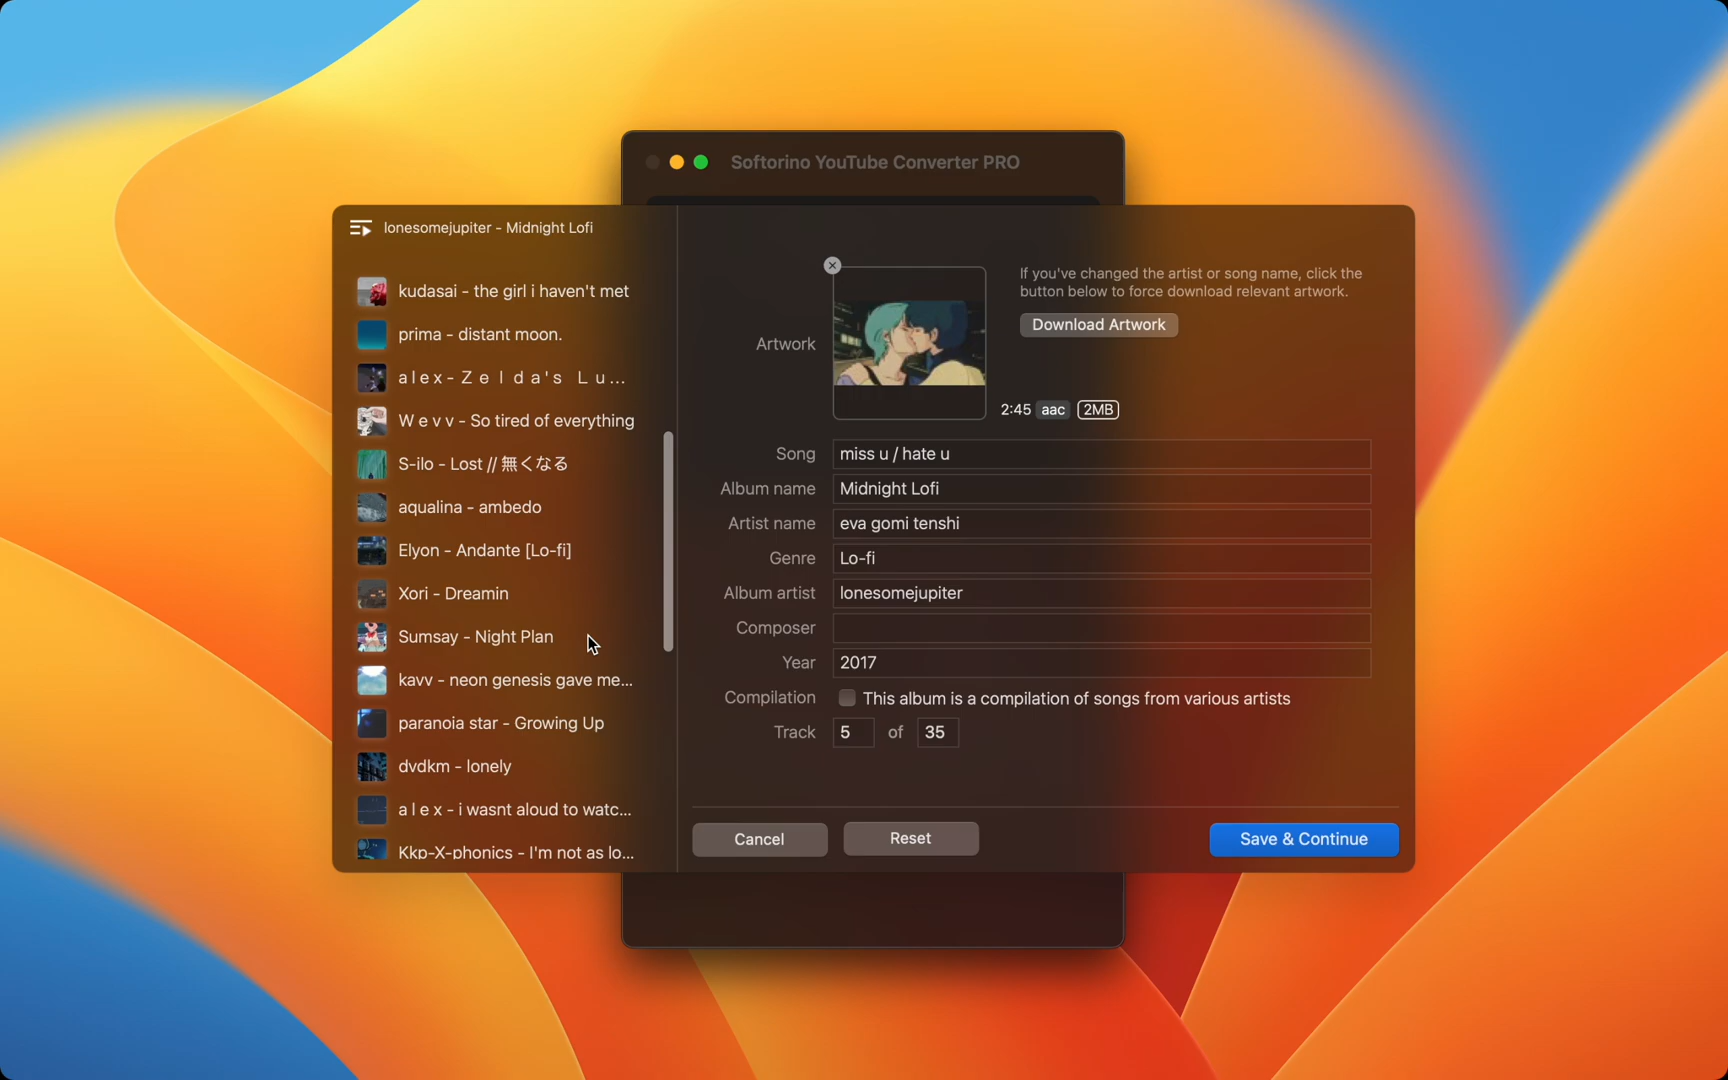 Softorino YouTube Converter PRO
lonesomejupiter - Midnight Lofi
kudasai - the girl i haven't met
prima - distant moon.
a l e x - Z e l d a ' s L u ...
W e v v - So tired of everything
S-ilo - Lost // 無くなる
aqualina - ambedo
Elyon - Andante [Lo-fi]
Xori - Dreamin
Sumsay - Night Plan
kavv - neon genesis gave me...
paranoia star - Growing Up
dvdkm - lonely
a l e x - i wasnt aloud to watc...
Kkp-X-phonics - I'm not as lo...
If you've changed the artist or song name, click the
button below to force download relevant artwork.
Download Artwork
Artwork
2:45 aac 2MB
Song miss u / hate u
Album name Midnight Lofi
Artist name eva gomi tenshi
Genre Lo-fi
Album artist lonesomejupiter
Composer
Year 2017
Compilation This album is a compilation of songs from various artists
Track 5 of 35
Cancel Reset Save & Continue